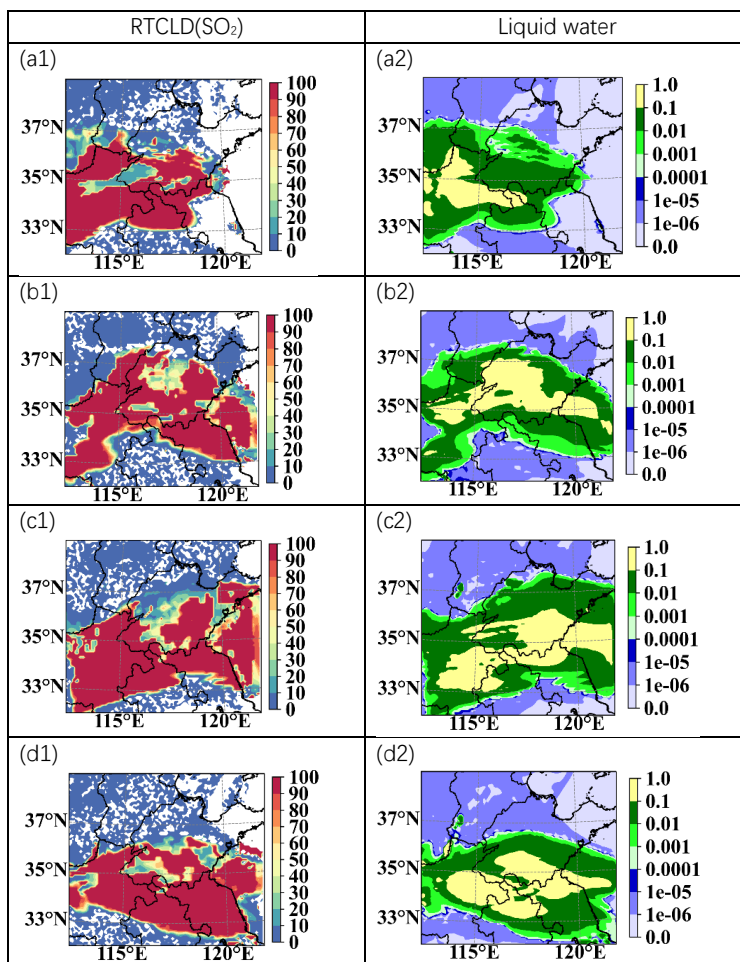 RTCLD(SO₂)
Liquid water
(a1)
37°N
35°N
33°N
115°E
120°E
100
90
80
70
60
50
40
30
20
10
0
(a2)
37°N
35°N
33°N
115°E
120°E
1.0
0.1
0.01
0.001
0.0001
1e-05
1e-06
0.0
(b1)
37°N
35°N
33°N
115°E
120°E
100
90
80
70
60
50
40
30
20
10
0
(b2)
37°N
35°N
33°N
115°E
120°E
1.0
0.1
0.01
0.001
0.0001
1e-05
1e-06
0.0
(c1)
37°N
35°N
33°N
115°E
120°E
100
90
80
70
60
50
40
30
20
10
0
(c2)
37°N
35°N
33°N
115°E
120°E
1.0
0.1
0.01
0.001
0.0001
1e-05
1e-06
0.0
(d1)
37°N
35°N
33°N
115°E
120°E
100
90
80
70
60
50
40
30
20
10
0
(d2)
37°N
35°N
33°N
115°E
120°E
1.0
0.1
0.01
0.001
0.0001
1e-05
1e-06
0.0